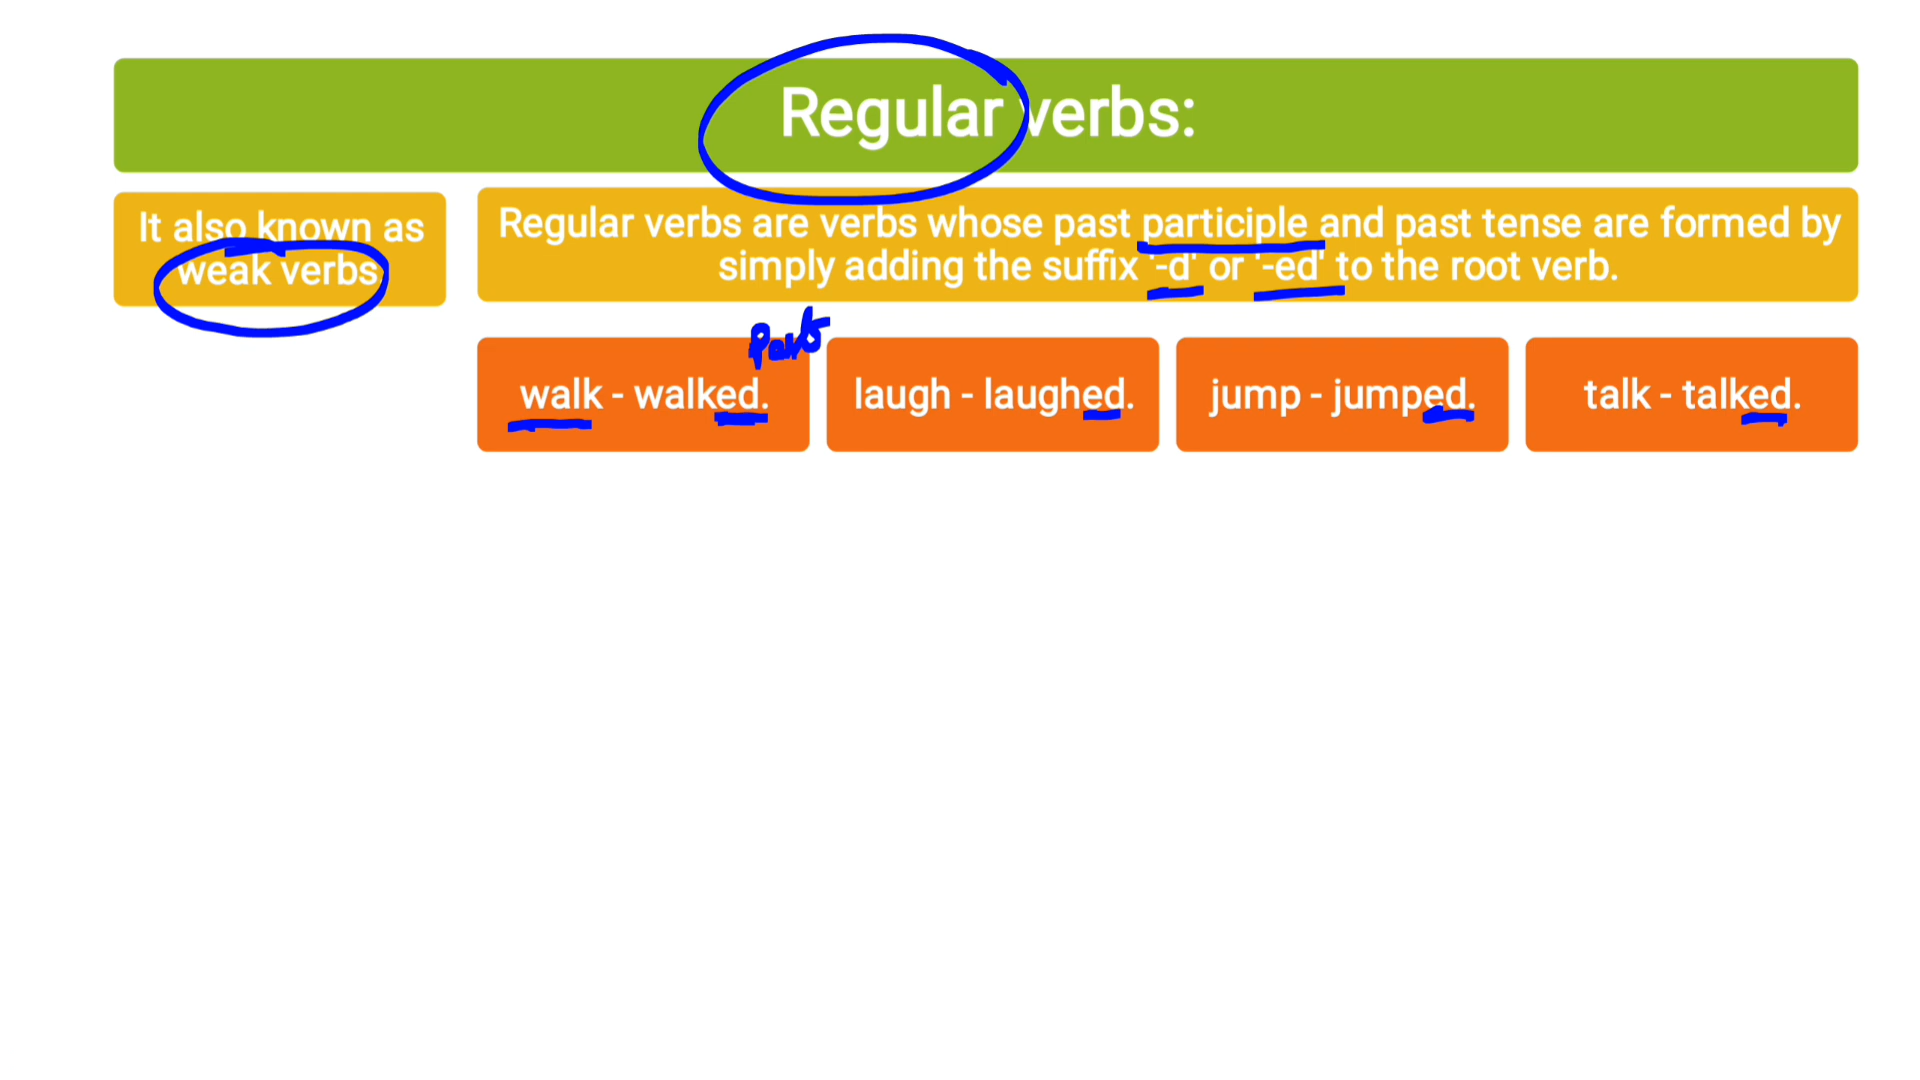 Regular verbs:
It also known as
weak verbs
Regular verbs are verbs whose past participle and past tense are formed by
simply adding the suffix '-d' or '-ed' to the root verb.
past
walk - walked.
laugh - laughed.
jump - jumped.
talk - talked.